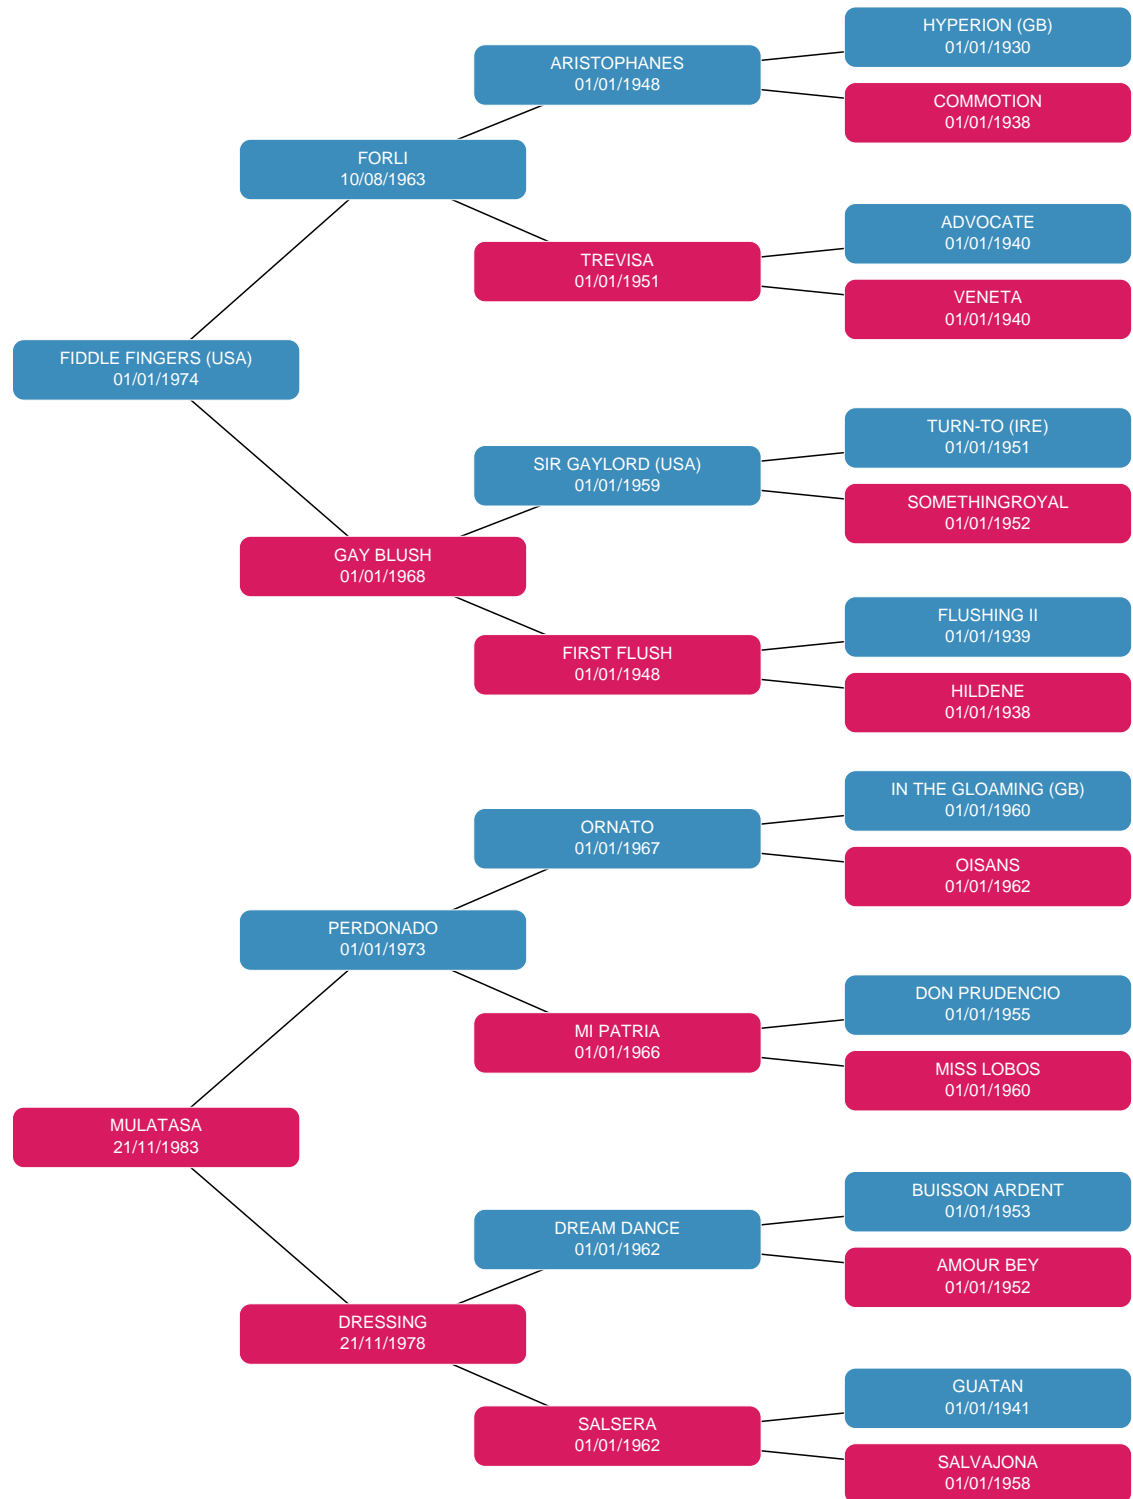 HYPERION (GB)
01/01/1930
ARISTOPHANES
01/01/1948
COMMOTION
01/01/1938
FORLI
10/08/1963
ADVOCATE
01/01/1940
TREVISA
01/01/1951
VENETA
01/01/1940
FIDDLE FINGERS (USA)
01/01/1974
TURN-TO (IRE)
01/01/1951
SIR GAYLORD (USA)
01/01/1959
SOMETHINGROYAL
01/01/1952
GAY BLUSH
01/01/1968
FLUSHING II
01/01/1939
FIRST FLUSH
01/01/1948
HILDENE
01/01/1938
IN THE GLOAMING (GB)
01/01/1960
ORNATO
01/01/1967
OISANS
01/01/1962
PERDONADO
01/01/1973
DON PRUDENCIO
01/01/1955
MI PATRIA
01/01/1966
MISS LOBOS
01/01/1960
MULATASA
21/11/1983
BUISSON ARDENT
01/01/1953
DREAM DANCE
01/01/1962
AMOUR BEY
01/01/1952
DRESSING
21/11/1978
GUATAN
01/01/1941
SALSERA
01/01/1962
SALVAJONA
01/01/1958